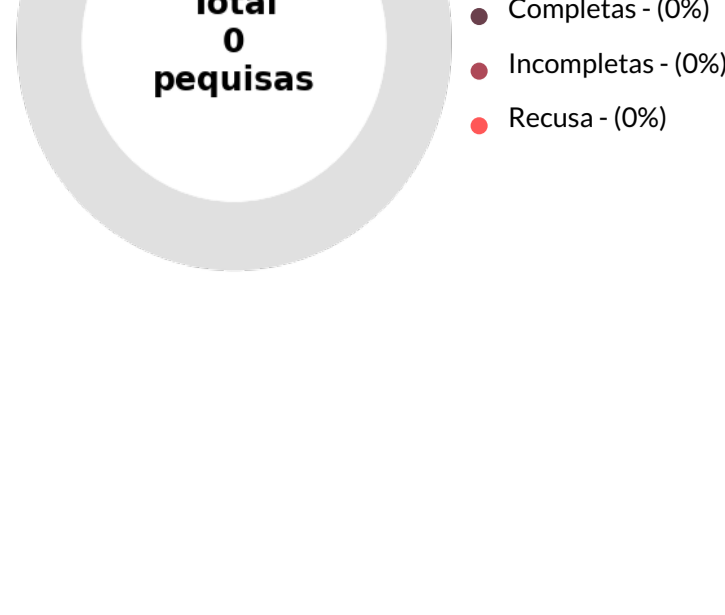 Total
0
pequisas
Completas - (0%)
Incompletas - (0%)
Recusa - (0%)